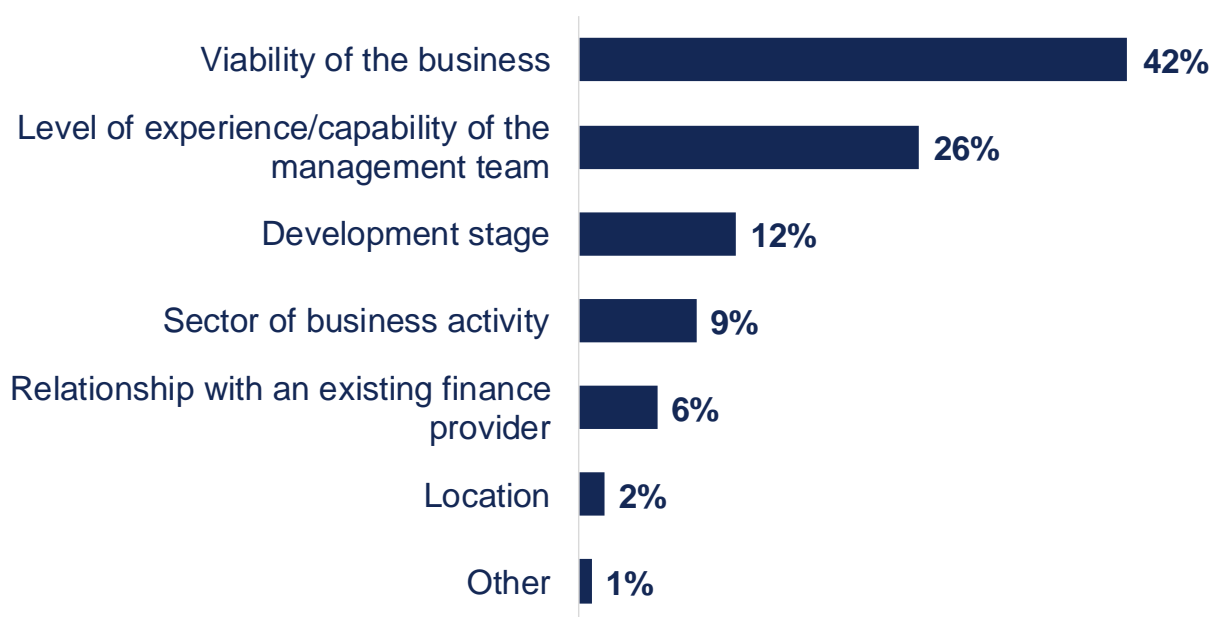 Viability of the business 42%
Level of experience/capability of the
management team 26%
Development stage 12%
Sector of business activity 9%
Relationship with an existing finance
provider 6%
Location 2%
Other 1%